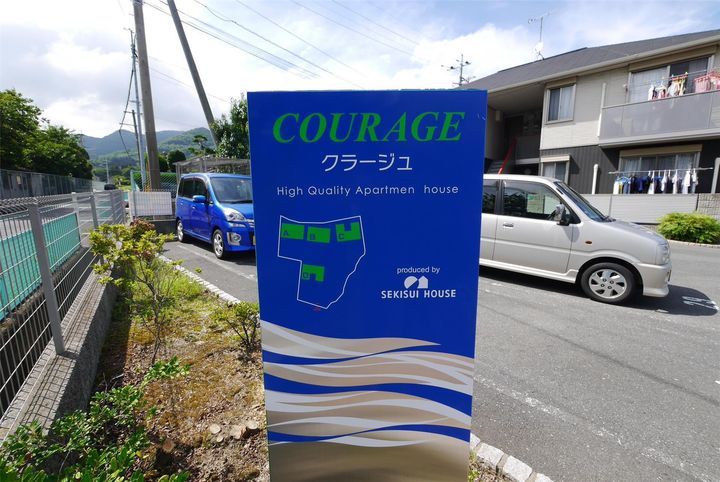 COURAGE
クラージュ
High Quality Apartmen house
A B C
produced by
SEKISUI HOUSE